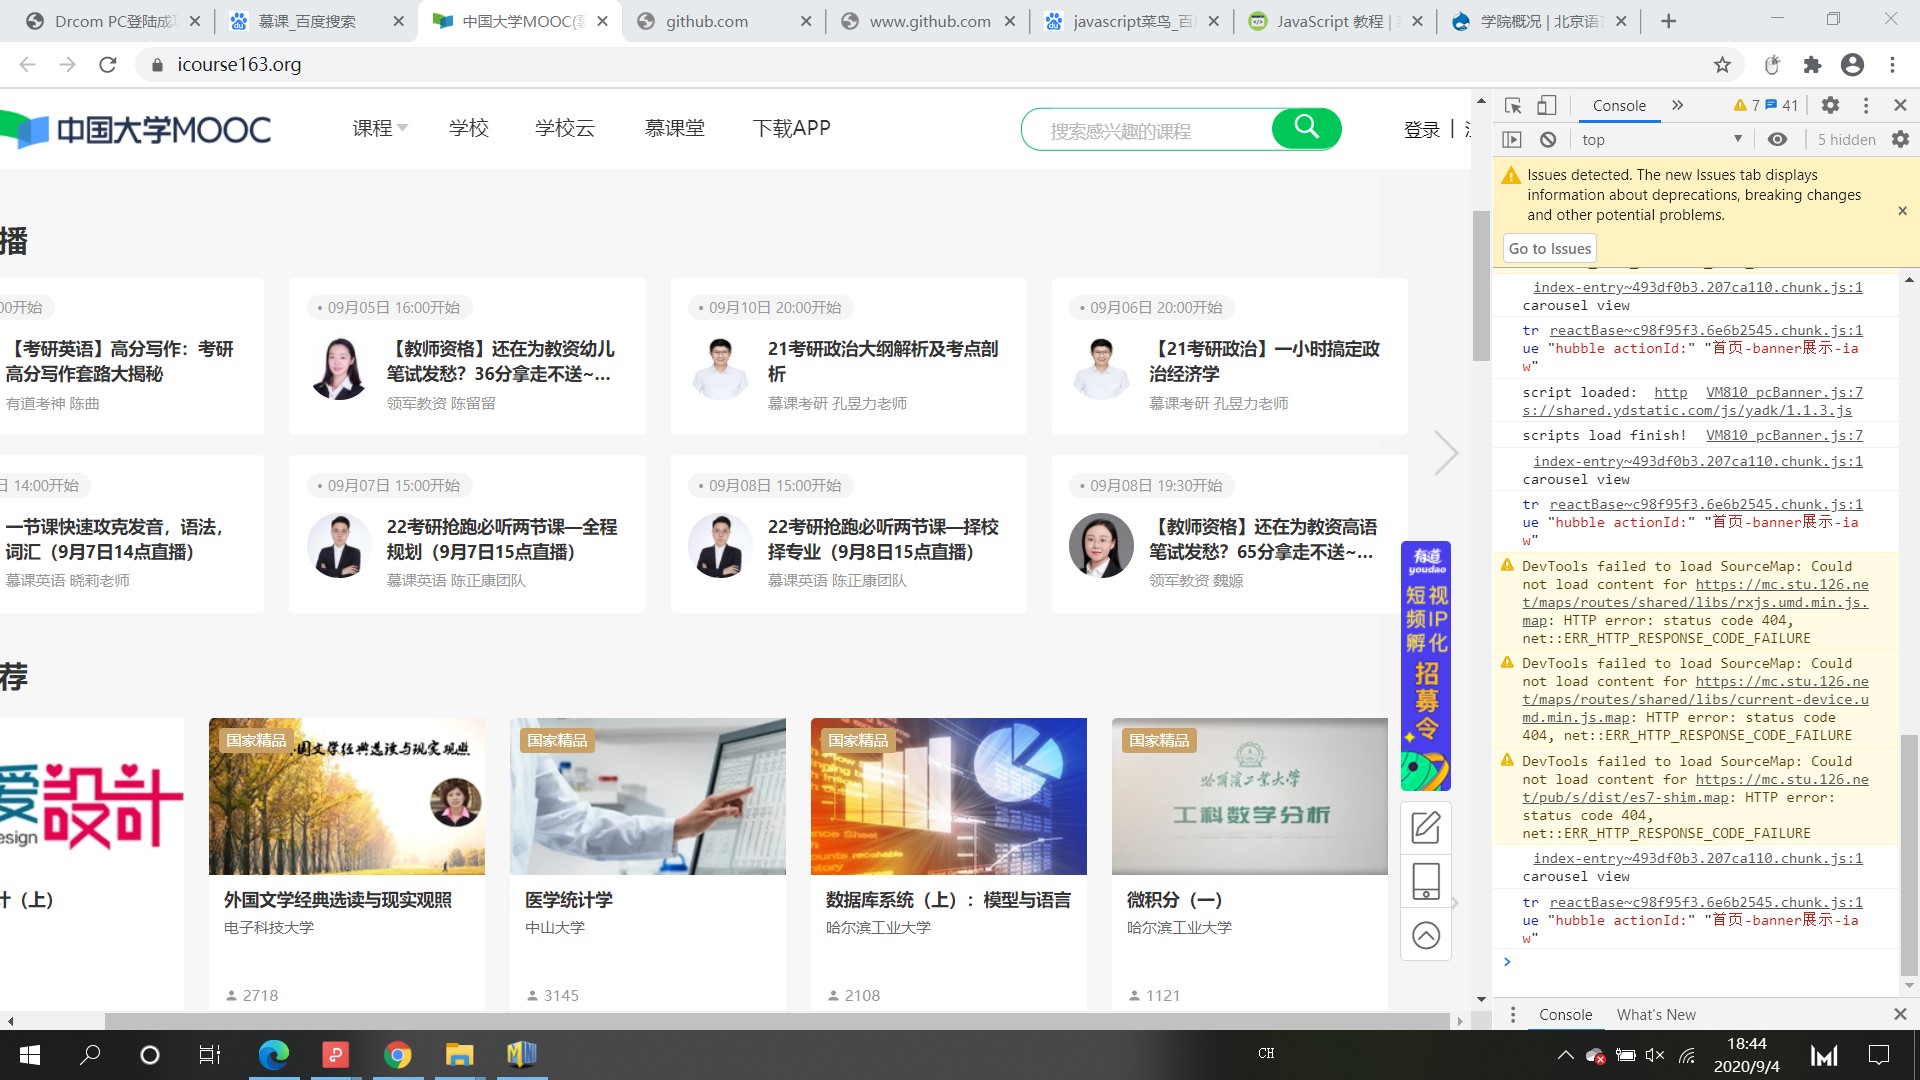 Drcom PC登陆成
慕课_百度搜索
中国大学MOOC(
github.com
www.github.com
javascript菜鸟_百
JavaScript 教程 |
学院概况 | 北京语
icourse163.org
中国大学MOOC
课程
学校
学校云
慕课堂
下载APP
搜索感兴趣的课程
登录 |
播
00开始
【考研英语】高分写作：考研
高分写作套路大揭秘
有道考神 陈曲
• 09月05日 16:00开始
【教师资格】还在为教资幼儿
笔试发愁？36分拿走不送~...
领军教资 陈留留
• 09月10日 20:00开始
21考研政治大纲解析及考点剖
析
慕课考研 孔昱力老师
• 09月06日 20:00开始
【21考研政治】一小时搞定政
治经济学
慕课考研 孔昱力老师
日 14:00开始
一节课快速攻克发音，语法，
词汇（9月7日14点直播）
慕课英语 晓莉老师
• 09月07日 15:00开始
22考研抢跑必听两节课—全程
规划（9月7日15点直播）
慕课英语 陈正康团队
• 09月08日 15:00开始
22考研抢跑必听两节课—择校
择专业（9月8日15点直播）
慕课英语 陈正康团队
• 09月08日 19:30开始
【教师资格】还在为教资高语
笔试发愁？65分拿走不送~...
领军教资 魏嫄
有道
youdao
短视
频IP
孵化
招
募
令
荐
爱設計
esign
计（上）
国家精品
外国文学经典选读与现实观照
外国文学经典选读与现实观照
电子科技大学
2718
国家精品
医学统计学
中山大学
3145
国家精品
数据库系统（上）：模型与语言
哈尔滨工业大学
2108
国家精品
哈尔滨工业大学
工科数学分析
微积分（一）
哈尔滨工业大学
1121
Console
7
41
top
5 hidden
Issues detected. The new Issues tab displays
information about deprecations, breaking changes
and other potential problems.
Go to Issues
index-entry~493df0b3.207ca110.chunk.js:1
carousel view
tr reactBase~c98f95f3.6e6b2545.chunk.js:1
ue "hubble actionId:" "首页-banner展示-ia
w"
script loaded: http VM810 pcBanner.js:7
s://shared.ydstatic.com/js/yadk/1.1.3.js
scripts load finish! VM810 pcBanner.js:7
index-entry~493df0b3.207ca110.chunk.js:1
carousel view
tr reactBase~c98f95f3.6e6b2545.chunk.js:1
ue "hubble actionId:" "首页-banner展示-ia
w"
DevTools failed to load SourceMap: Could
not load content for https://mc.stu.126.ne
t/maps/routes/shared/libs/rxjs.umd.min.js.
map: HTTP error: status code 404,
net::ERR_HTTP_RESPONSE_CODE_FAILURE
DevTools failed to load SourceMap: Could
not load content for https://mc.stu.126.ne
t/maps/routes/shared/libs/current-device.u
md.min.js.map: HTTP error: status code
404, net::ERR_HTTP_RESPONSE_CODE_FAILURE
DevTools failed to load SourceMap: Could
not load content for https://mc.stu.126.ne
t/pub/s/dist/es7-shim.map: HTTP error:
status code 404,
net::ERR_HTTP_RESPONSE_CODE_FAILURE
index-entry~493df0b3.207ca110.chunk.js:1
carousel view
tr reactBase~c98f95f3.6e6b2545.chunk.js:1
ue "hubble actionId:" "首页-banner展示-ia
w"
Console
What's New
CH
18:44
2020/9/4